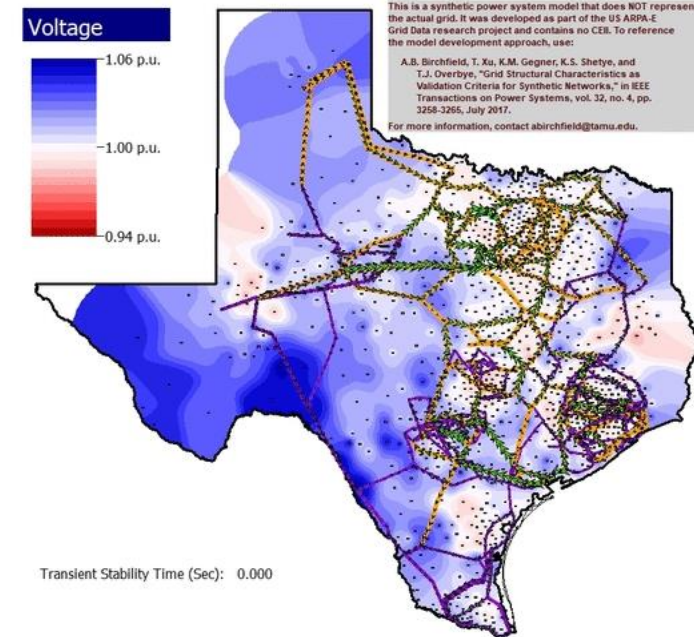 Voltage
1.06 p.u.
1.00 p.u.
0.94 p.u.
This is a synthetic power system model that does NOT represen
the actual grid. It was developed as part of the US ARPA-E
Grid Data research project and contains no CEII. To reference
the model development approach, use:
A.B. Birchfield, T. Xu, K.M. Gegner, K.S. Shetye, and
T.J. Overbye, "Grid Structural Characteristics as
Validation Criteria for Synthetic Networks," in IEEE
Transactions on Power Systems, vol. 32, no. 4, pp.
3258-3265, July 2017.
For more information, contact abirchfield@tamu.edu.
Transient Stability Time (Sec): 0.000